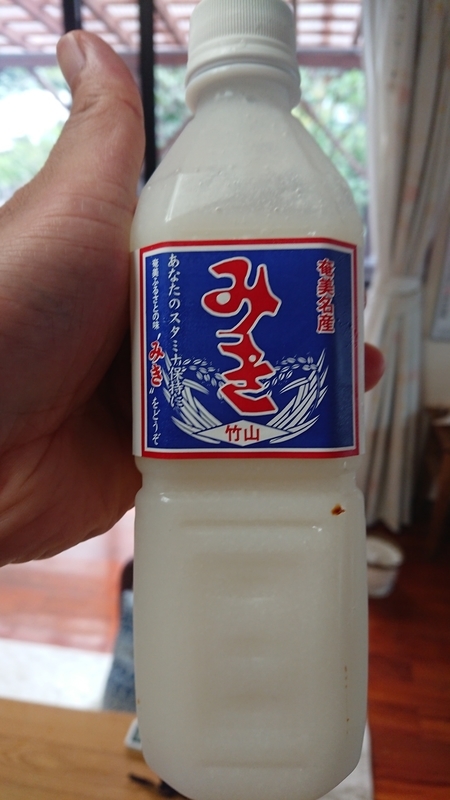 奄美名産
みき
竹山
あなたのスタミナ保持に
奄美・ふるさとの味
"みき"をどうぞ